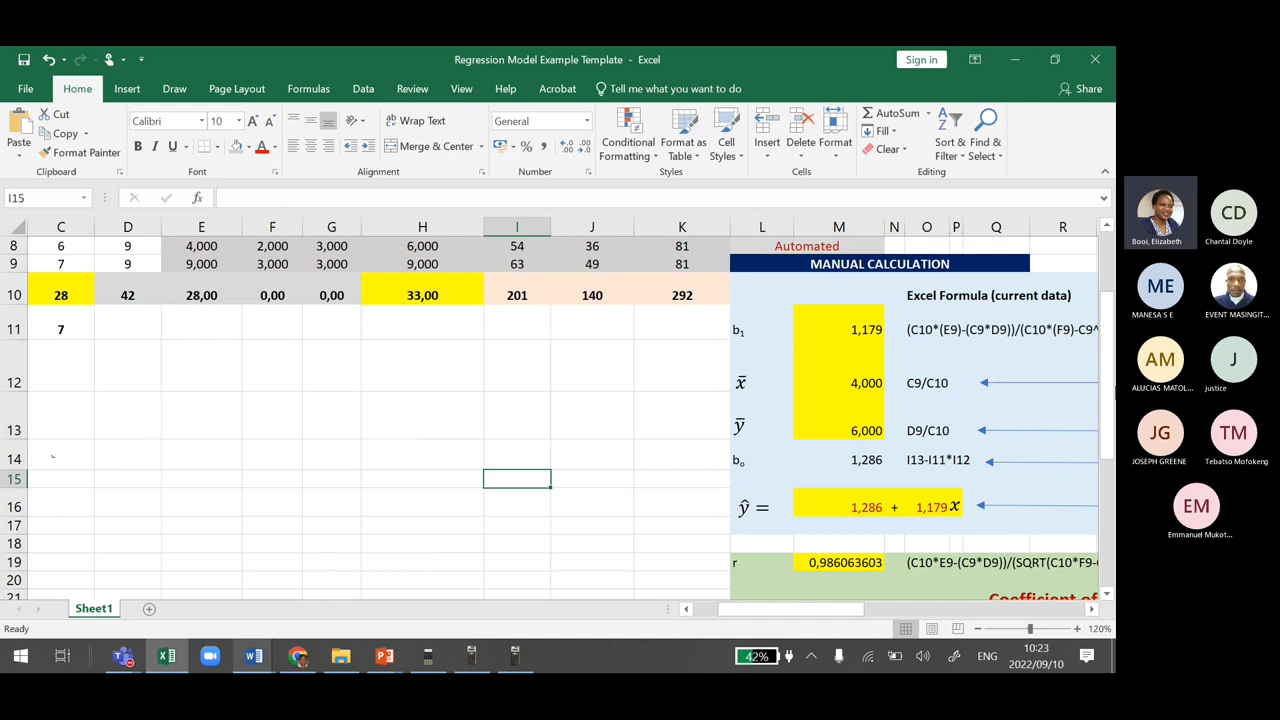 Regression Model Example Template - Excel
Sign in
File Home Insert Draw Page Layout Formulas Data Review View Help Acrobat Tell me what you want to do Share
Cut Calibri 10 A A Wrap Text General AutoSum
Paste Copy Conditional Format as Cell Insert Delete Format Fill Sort & Find &
Format Painter B I U A Merge & Center % Formatting Table Styles Clear Filter Select
Clipboard Font Alignment Number Styles Cells Editing
I15 fx
C D E F G H I J K L M N O P Q R
8 6 9 4,000 2,000 3,000 6,000 54 36 81 Automated
9 7 9 9,000 3,000 3,000 9,000 63 49 81 MANUAL CALCULATION
10 28 42 28,00 0,00 0,00 33,00 201 140 292 Excel Formula (current data)
11 7 b₁ 1,179 (C10*(E9)-(C9*D9))/(C10*(F9)-C9^
12 x̄ 4,000 C9/C10
13 ȳ 6,000 D9/C10
14 bₒ 1,286 I13-I11*I12
15
16 ŷ = 1,286 + 1,179 x
17
18
19 r 0,986063603 (C10*E9-(C9*D9))/(SQRT(C10*F9-
20
21 Coefficient of
Sheet1
Ready 120%
42% ENG 10:23
2022/09/10
Booi, Elizabeth
CD
Chantal Doyle
ME
MANESA S E
EVENT MASINGIT...
AM
ALUCIAS MATOL...
J
justice
JG
JOSEPH GREENE
TM
Tebatso Mofokeng
EM
Emmanuel Mukot...